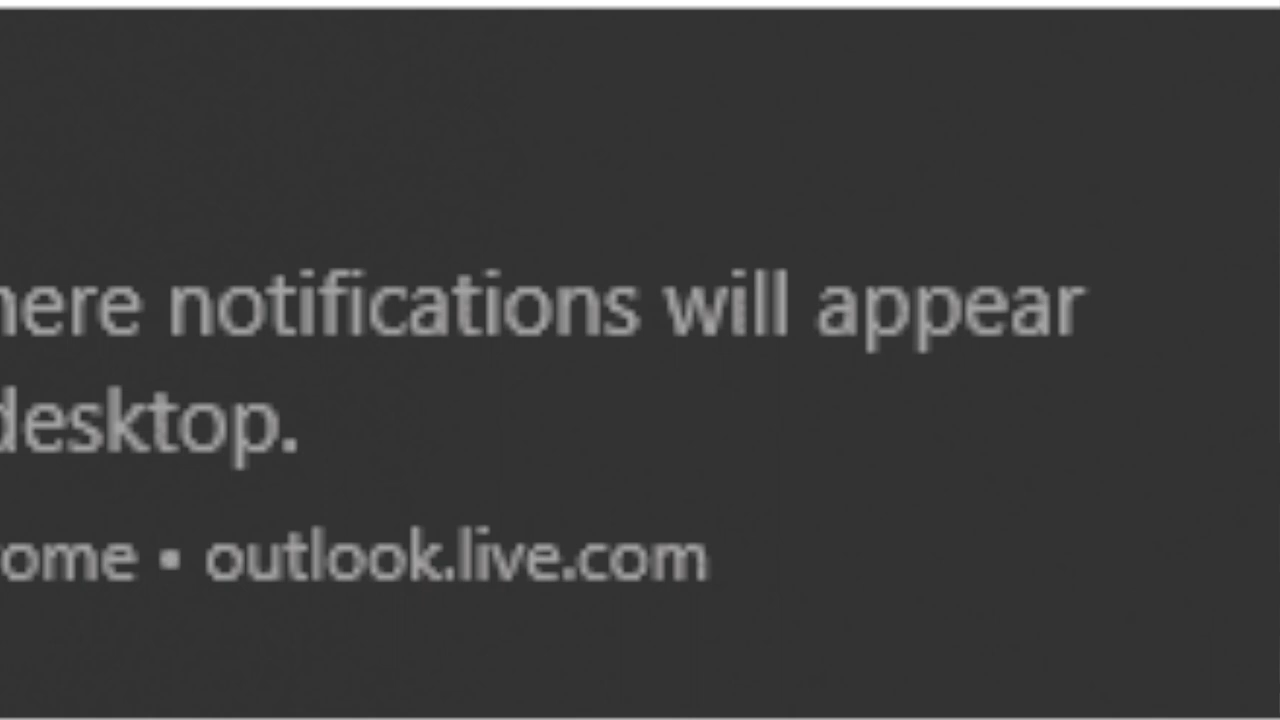 here notifications will appear
desktop.
ome • outlook.live.com